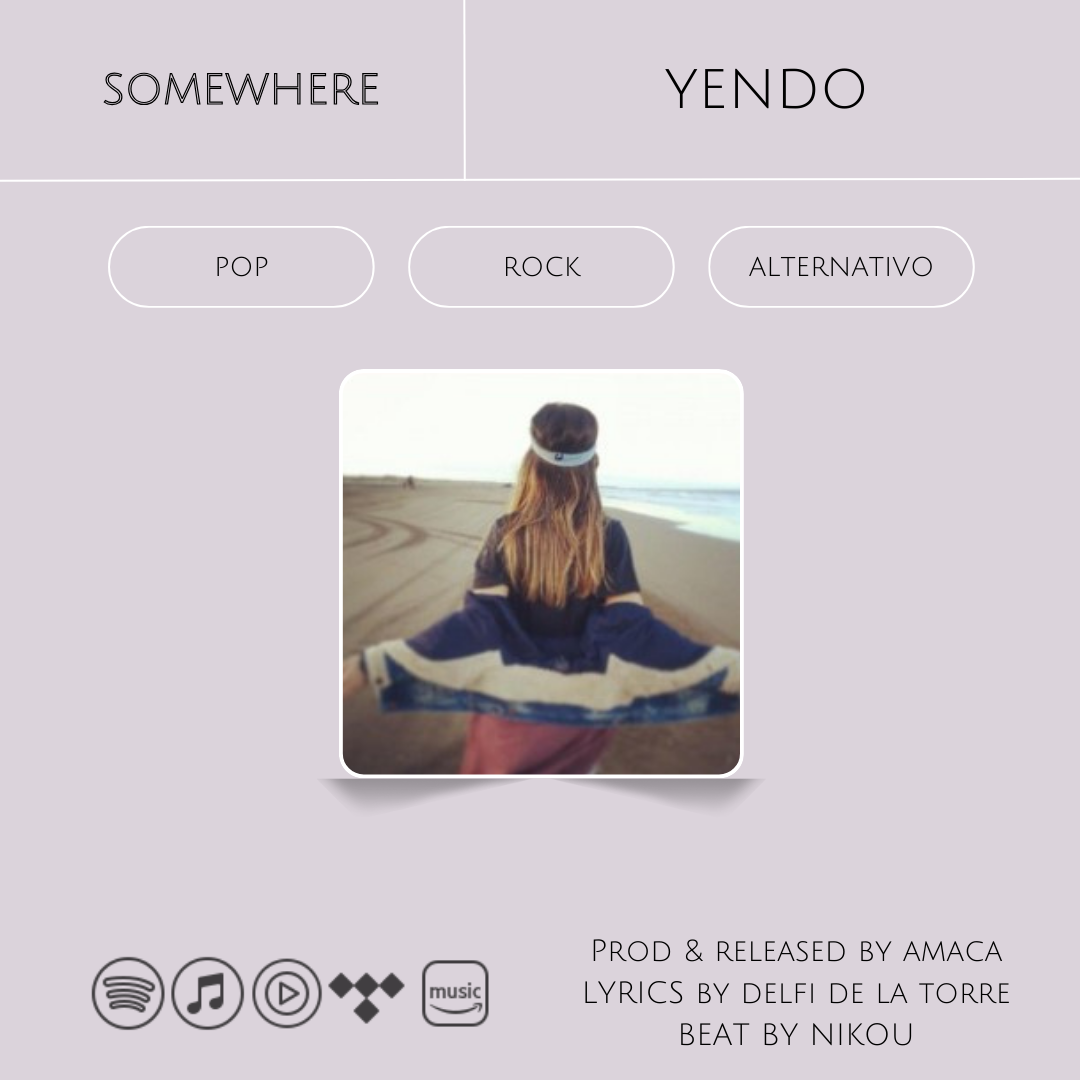 SOMEWHERE
YENDO
POP
ROCK
ALTERNATIVO
PROD & RELEASED BY AMACA
LYRICS BY DELFI DE LA TORRE
BEAT BY NIKOU
music